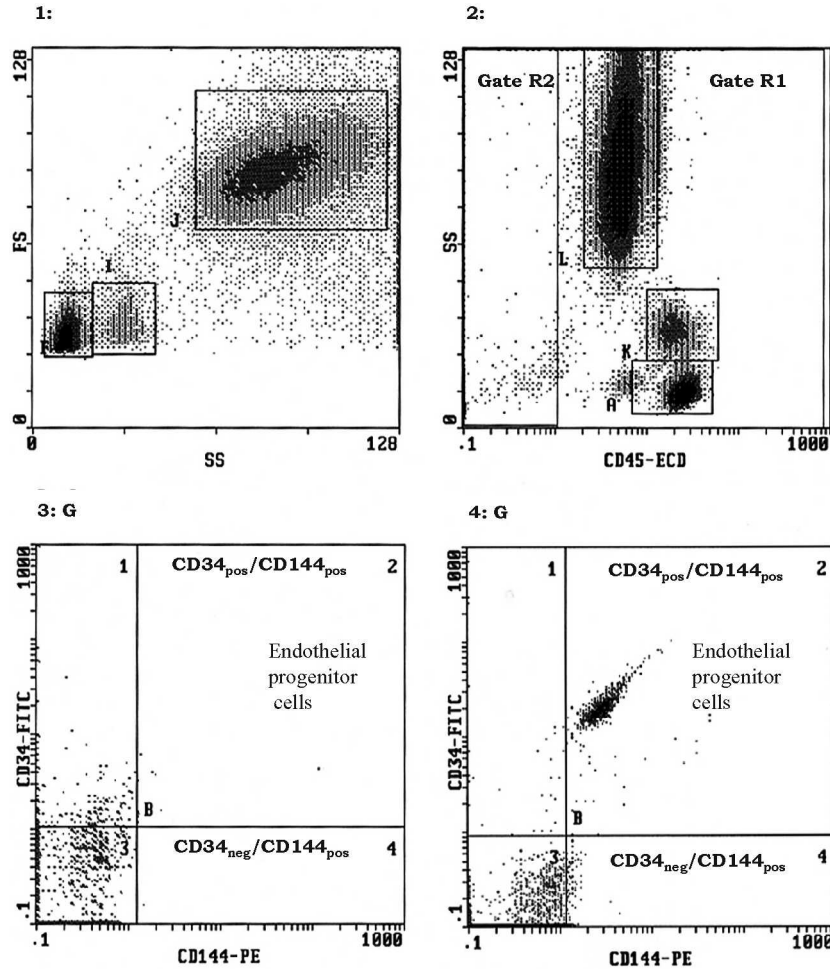 1:
128
FS
0
J
I
0
SS
128
2:
128
Gate R2
Gate R1
SS
0
L
K
A
.1
CD45-ECD
1000
3: G
1000
CD34-FITC
.1
1
CD34pos/CD144pos
2
Endothelial
progenitor
cells
B
3
CD34neg/CD144pos
4
.1
CD144-PE
1000
4: G
1000
CD34-FITC
.1
1
CD34pos/CD144pos
2
Endothelial
progenitor
cells
B
3
CD34neg/CD144pos
4
.1
CD144-PE
1000